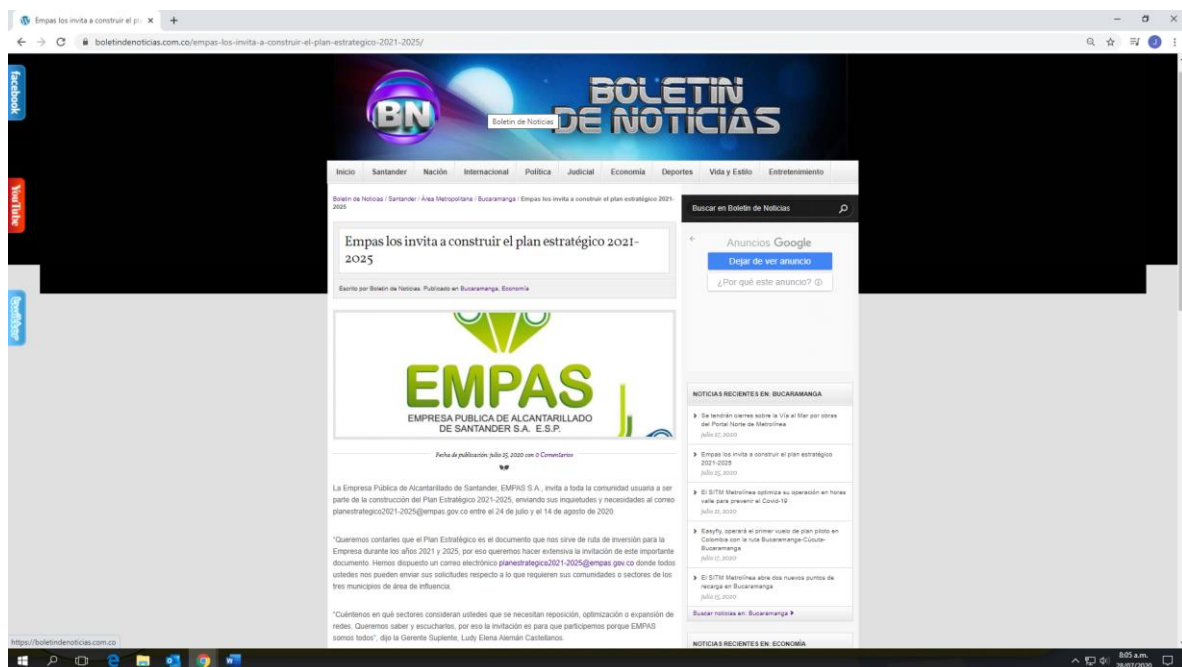 Empas los invita a construir el pl
boletindenoticias.com.co/empas-los-invita-a-construir-el-plan-estrategico-2021-2025/
facebook
YouTube
BN
BOLETIN
DE NOTICIAS
Boletin de Noticias
Inicio Santander Nación Internacional Política Judicial Economía Deportes Vida y Estilo Entretenimiento
Boletin de Noticias / Santander / Área Metropolitana / Bucaramanga / Empas los invita a construir el plan estratégico 2021-
2025
Empas los invita a construir el plan estratégico 2021-
2025
Escrito por Boletin de Noticias. Publicado en Bucaramanga, Economía
EMPAS
EMPRESA PUBLICA DE ALCANTARILLADO
DE SANTANDER S.A. E.S.P.
Fecha de publicación: julio 25, 2020 con 0 Comentarios
La Empresa Pública de Alcantarillado de Santander, EMPAS S.A., invita a toda la comunidad usuaria a ser
parte de la construcción del Plan Estratégico 2021-2025, enviando sus inquietudes y necesidades al correo
planestrategico2021-2025@empas.gov.co entre el 24 de julio y el 14 de agosto de 2020.
"Queremos contarles que el Plan Estratégico es el documento que nos sirve de ruta de inversión para la
Empresa durante los años 2021 y 2025, por eso queremos hacer extensiva la invitación de este importante
documento. Hemos dispuesto un correo electrónico planestrategico2021-2025@empas.gov.co donde todos
ustedes nos pueden enviar sus solicitudes respecto a lo que requieren sus comunidades o sectores de los
tres municipios de área de influencia.
"Cuéntenos en qué sectores consideran ustedes que se necesitan reposición, optimización o expansión de
redes. Queremos saber y escucharlos, por eso la invitación es para que participemos porque EMPAS
somos todos", dijo la Gerente Suplente, Ludy Elena Alemán Castellanos.
Buscar en Boletin de Noticias
Anuncios Google
Dejar de ver anuncio
¿Por qué este anuncio?
NOTICIAS RECIENTES EN: BUCARAMANGA
Se tendrán cierres sobre la Vía al Mar por obras
del Portal Norte de Metrolínea
julio 27, 2020
Empas los invita a construir el plan estratégico
2021-2025
julio 25, 2020
El SITM Metrolínea optimiza su operación en horas
valle para prevenir el Covid-19
julio 21, 2020
Easyfly, operará el primer vuelo de plan piloto en
Colombia con la ruta Bucaramanga-Cúcuta-
Bucaramanga
julio 17, 2020
El SITM Metrolínea abre dos nuevos puntos de
recarga en Bucaramanga
julio 15, 2020
Buscar noticias en: Bucaramanga
NOTICIAS RECIENTES EN: ECONOMÍA
https://boletindenoticias.com.co
8:05 a.m.
28/07/2020